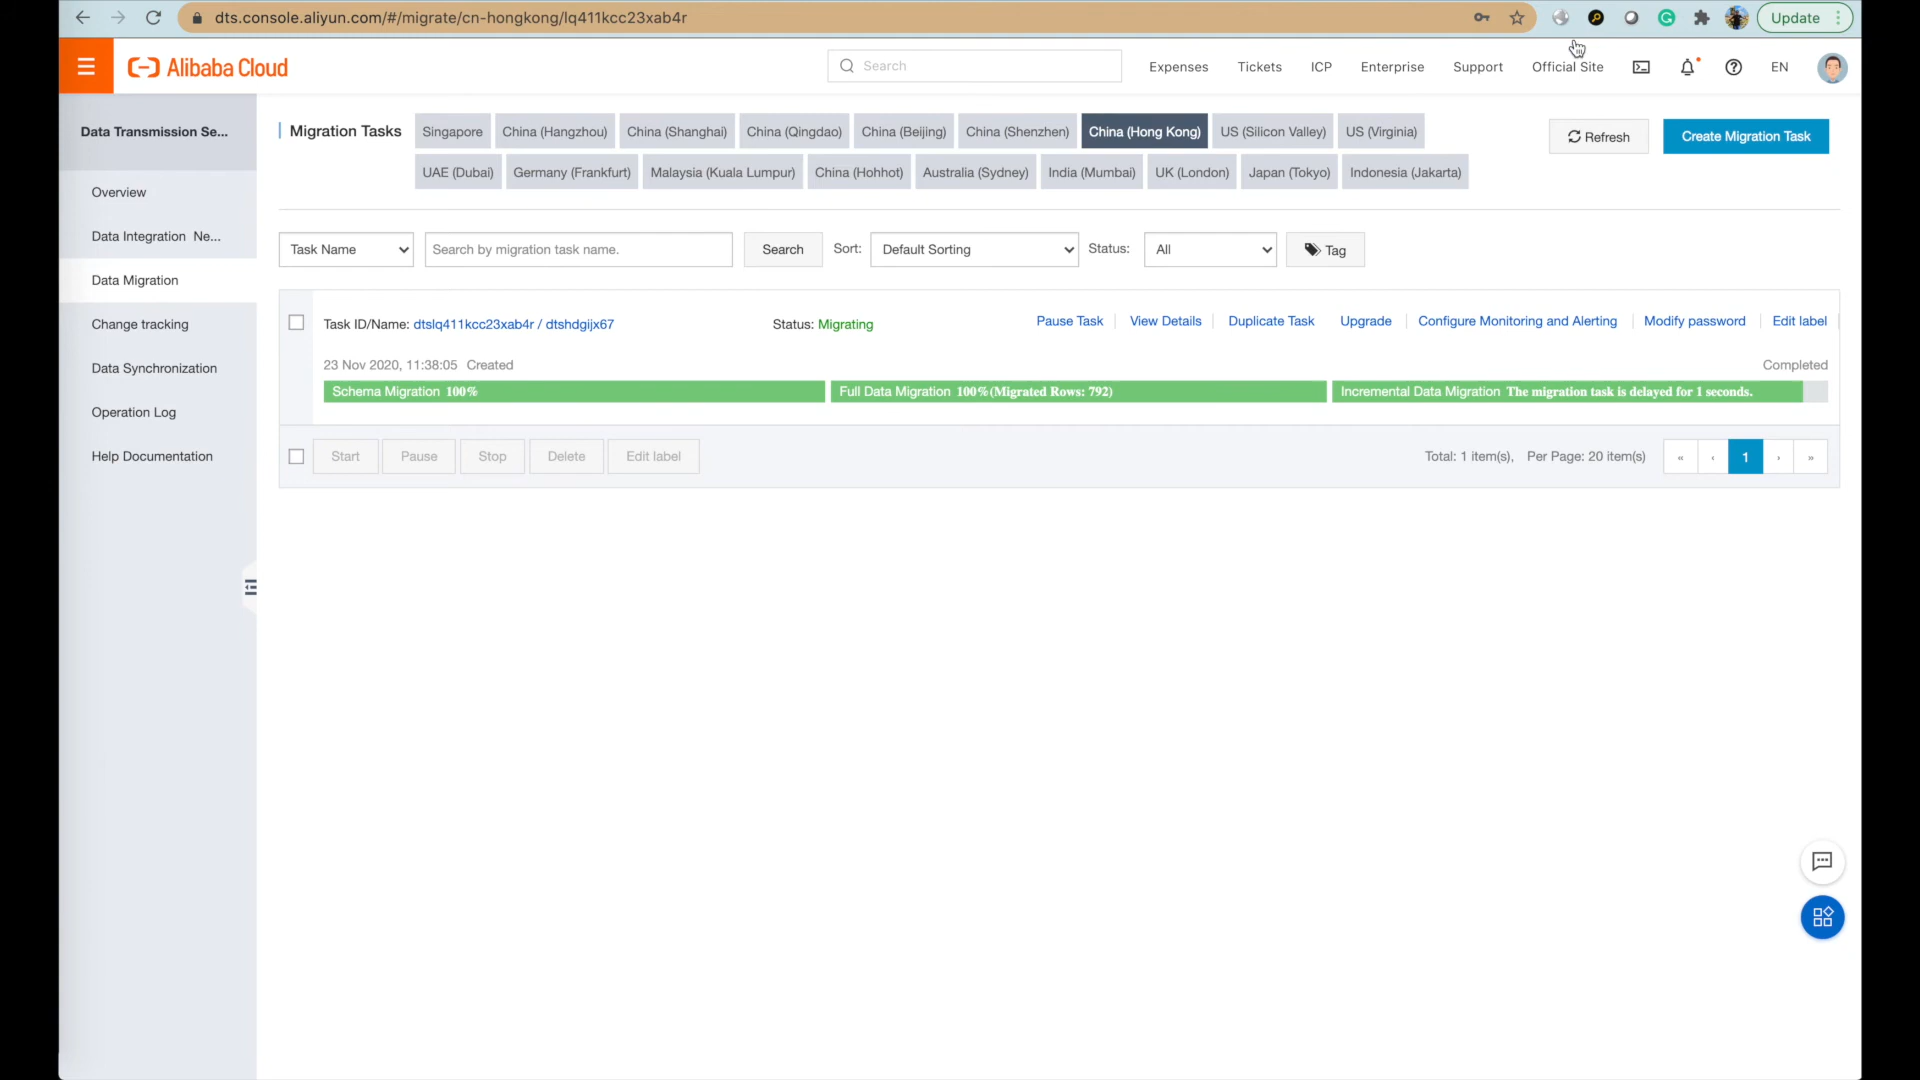 dts.console.aliyun.com/#/migrate/cn-hongkong/lq411kcc23xab4r
Update
Alibaba Cloud
Search
Expenses
Tickets
ICP
Enterprise
Support
Official Site
EN
Data Transmission Se...
Overview
Data Integration Ne...
Data Migration
Change tracking
Data Synchronization
Operation Log
Help Documentation
Migration Tasks
Singapore
China (Hangzhou)
China (Shanghai)
China (Qingdao)
China (Beijing)
China (Shenzhen)
China (Hong Kong)
US (Silicon Valley)
US (Virginia)
UAE (Dubai)
Germany (Frankfurt)
Malaysia (Kuala Lumpur)
China (Hohhot)
Australia (Sydney)
India (Mumbai)
UK (London)
Japan (Tokyo)
Indonesia (Jakarta)
Refresh
Create Migration Task
Task Name
Search by migration task name.
Search
Sort:
Default Sorting
Status:
All
Tag
Task ID/Name: dtslq411kcc23xab4r / dtshdgijx67
Status: Migrating
Pause Task
View Details
Duplicate Task
Upgrade
Configure Monitoring and Alerting
Modify password
Edit label
23 Nov 2020, 11:38:05 Created
Completed
Schema Migration 100%
Full Data Migration 100%(Migrated Rows: 792)
Incremental Data Migration The migration task is delayed for 1 seconds.
Start
Pause
Stop
Delete
Edit label
Total: 1 item(s), Per Page: 20 item(s)
« ‹ 1 › »